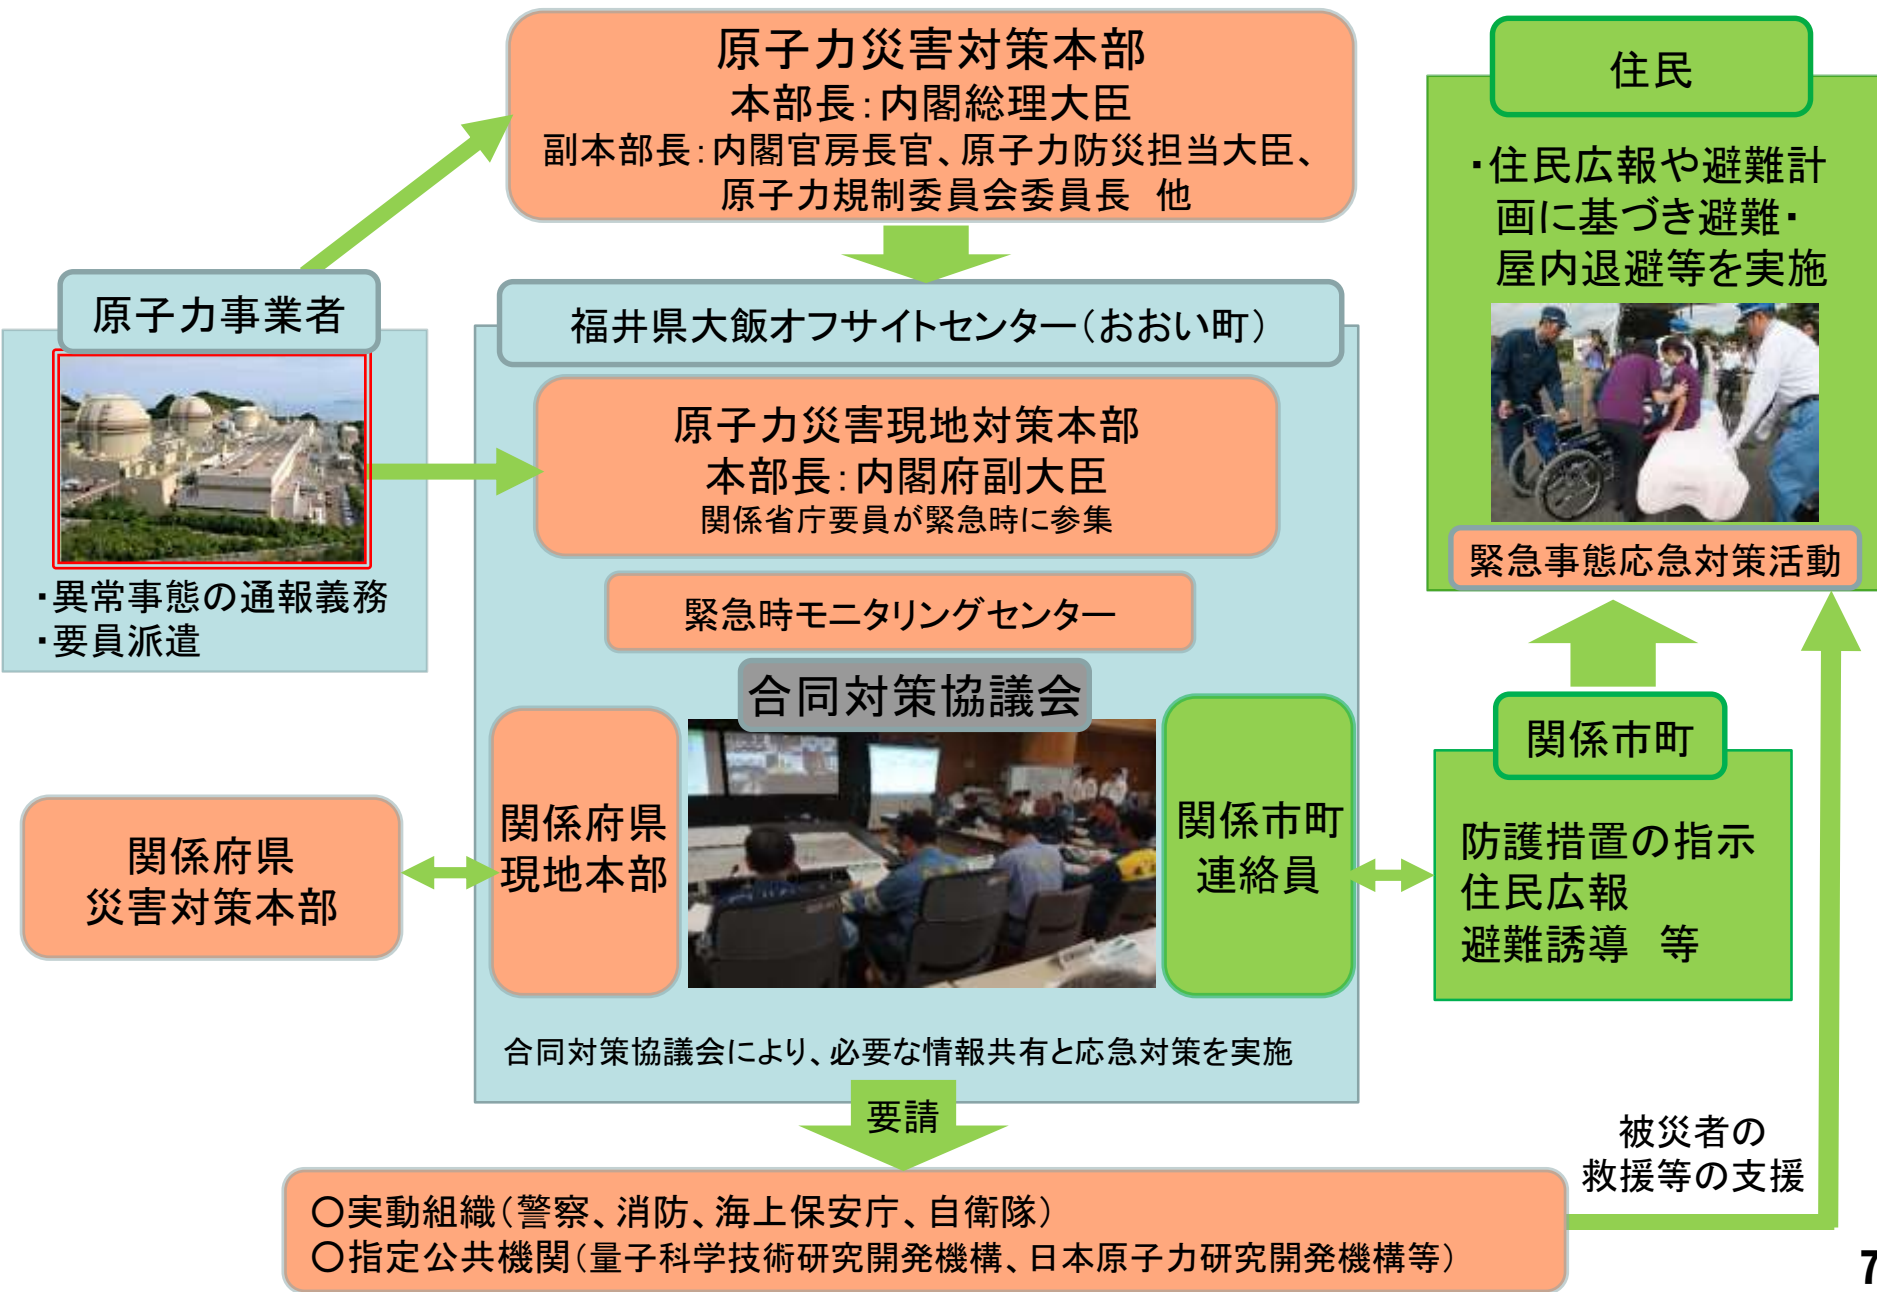 原子力災害対策本部
本部長：内閣総理大臣
副本部長：内閣官房長官、原子力防災担当大臣、
原子力規制委員会委員長　他
住民
・住民広報や避難計
画に基づき避難・
屋内退避等を実施
緊急事態応急対策活動
原子力事業者
・異常事態の通報義務
・要員派遣
福井県大飯オフサイトセンター（おおい町）
原子力災害現地対策本部
本部長：内閣府副大臣
関係省庁要員が緊急時に参集
緊急時モニタリングセンター
合同対策協議会
関係府県
現地本部
関係市町
連絡員
関係府県
災害対策本部
関係市町
防護措置の指示
住民広報
避難誘導　等
合同対策協議会により、必要な情報共有と応急対策を実施
要請
被災者の
救援等の支援
○実動組織（警察、消防、海上保安庁、自衛隊）
○指定公共機関（量子科学技術研究開発機構、日本原子力研究開発機構等）
7